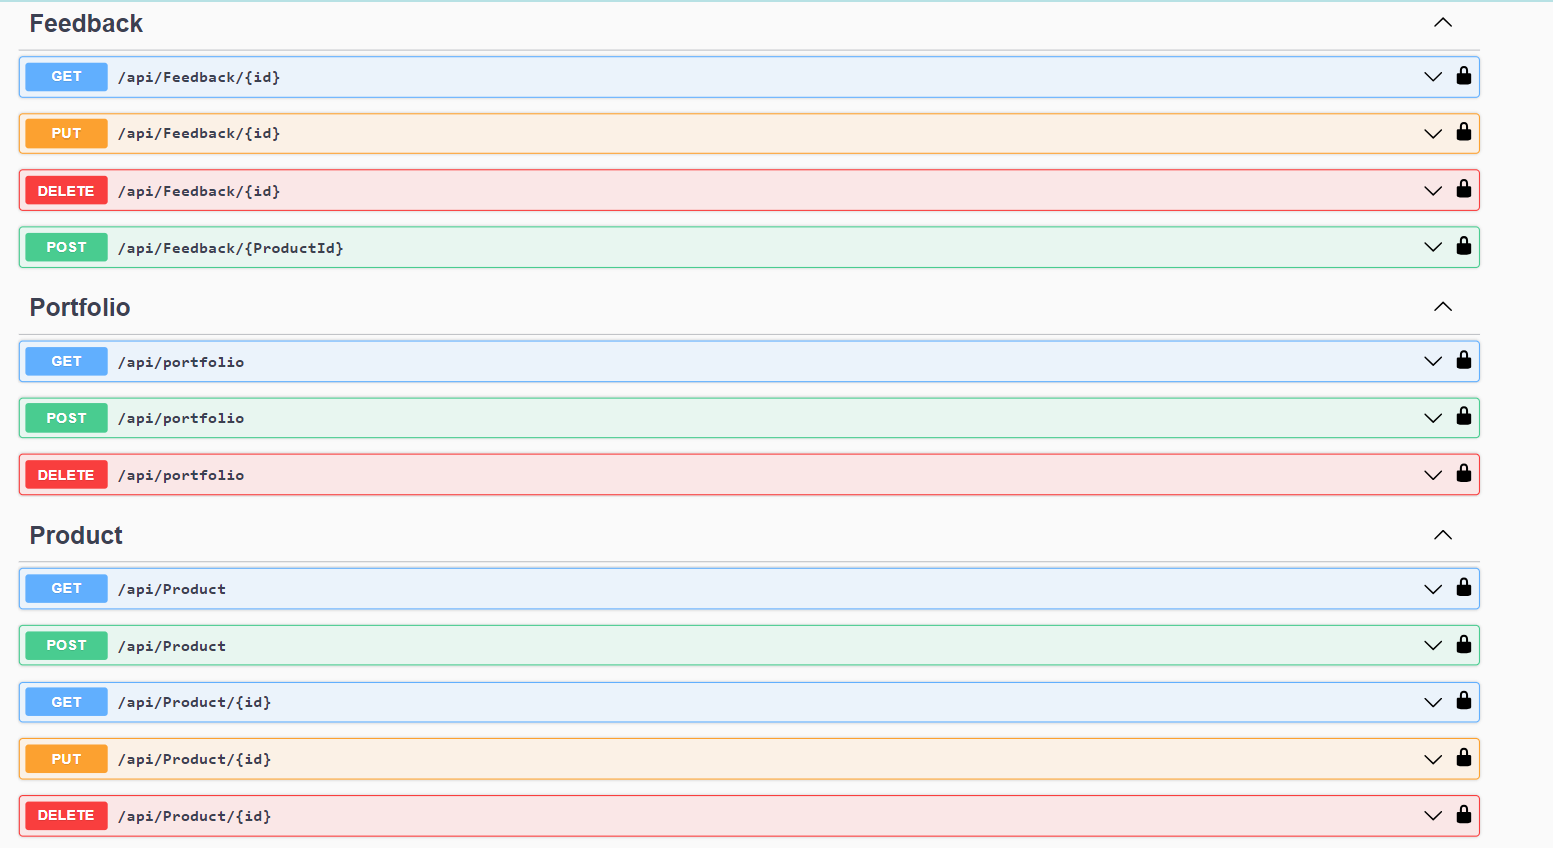 Feedback
GET /api/Feedback/{id}
PUT /api/Feedback/{id}
DELETE /api/Feedback/{id}
POST /api/Feedback/{ProductId}
Portfolio
GET /api/portfolio
POST /api/portfolio
DELETE /api/portfolio
Product
GET /api/Product
POST /api/Product
GET /api/Product/{id}
PUT /api/Product/{id}
DELETE /api/Product/{id}